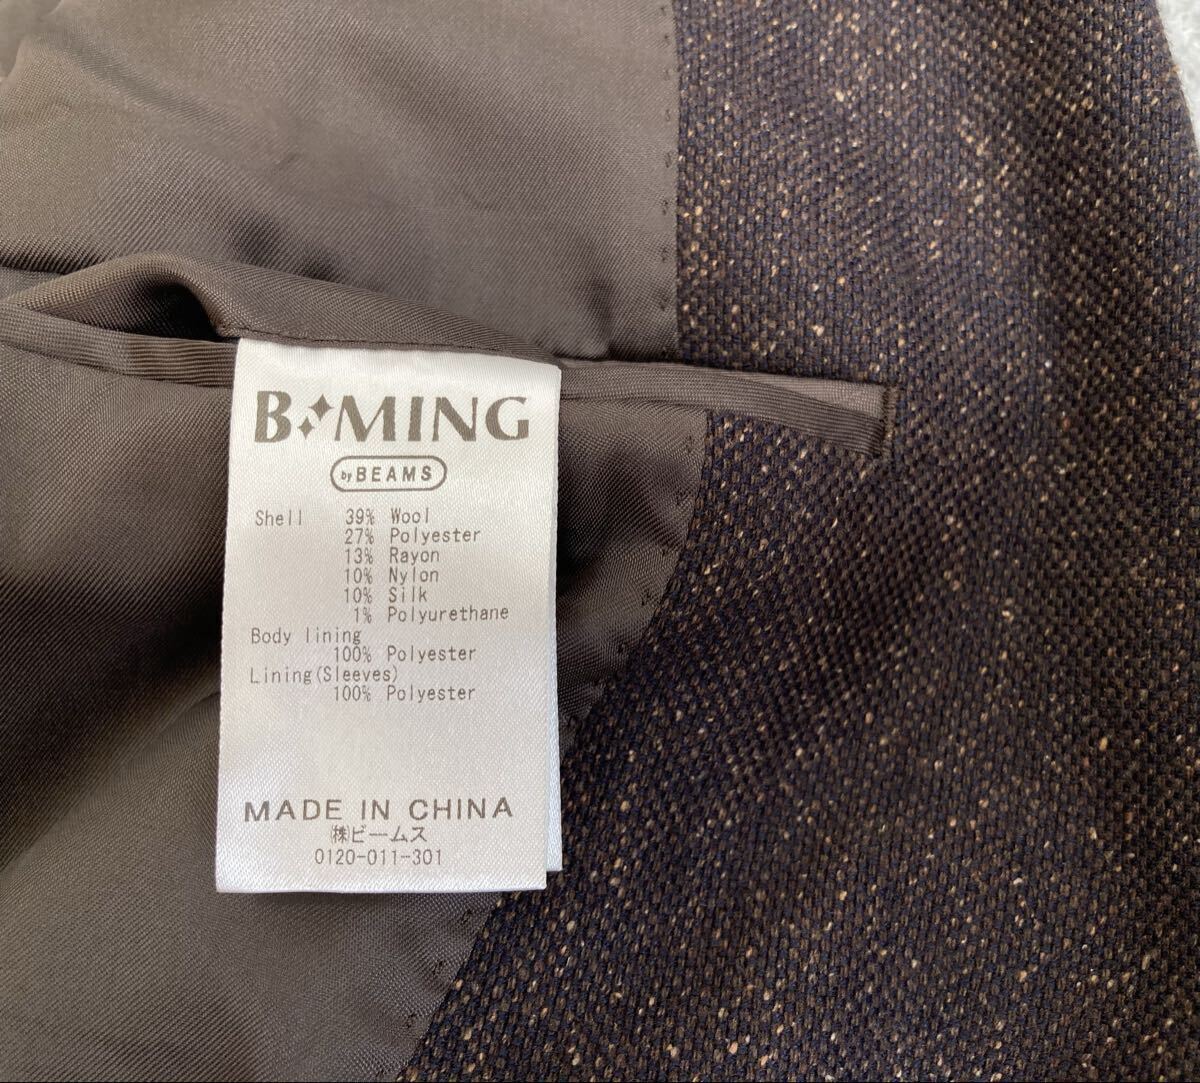 B MING
by BEAMS
Shell 39% Wool
27% Polyester
13% Rayon
10% Nylon
10% Silk
1% Polyurethane
Body lining
100% Polyester
Lining(Sleeves)
100% Polyester
MADE IN CHINA
㈱ビームス
0120-011-301